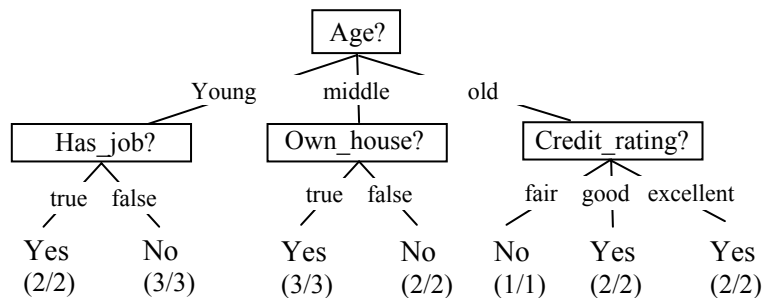 Age?
Young middle old
Has_job? Own_house? Credit_rating?
true false true false fair good excellent
Yes No Yes No No Yes Yes
(2/2) (3/3) (3/3) (2/2) (1/1) (2/2) (2/2)